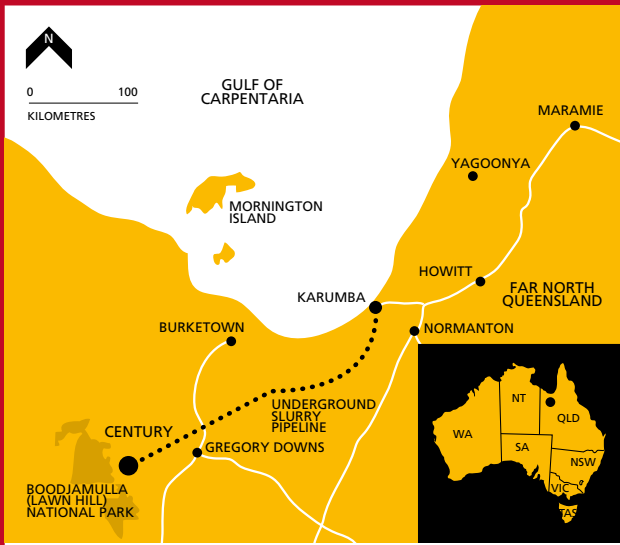 N
0 100
KILOMETRES
GULF OF
CARPENTARIA
MARAMIE
YAGOONYA
MORNINGTON
ISLAND
HOWITT
FAR NORTH
QUEENSLAND
KARUMBA
BURKETOWN
NORMANTON
UNDERGROUND
SLURRY
PIPELINE
CENTURY
GREGORY DOWNS
BOODJAMULLA
(LAWN HILL)
NATIONAL PARK
NT
QLD
WA
SA
NSW
VIC
TAS